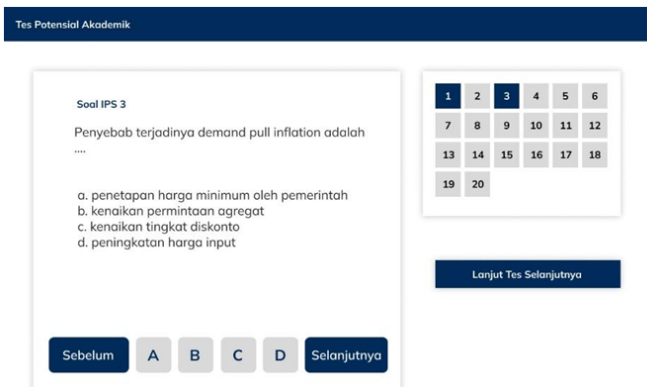 Tes Potensial Akademik
Soal IPS 3
Penyebab terjadinya demand pull inflation adalah
....
a. penetapan harga minimum oleh pemerintah
b. kenaikan permintaan agregat
c. kenaikan tingkat diskonto
d. peningkatan harga input
Sebelum A B C D Selanjutnya
1 2 3 4 5 6
7 8 9 10 11 12
13 14 15 16 17 18
19 20
Lanjut Tes Selanjutnya